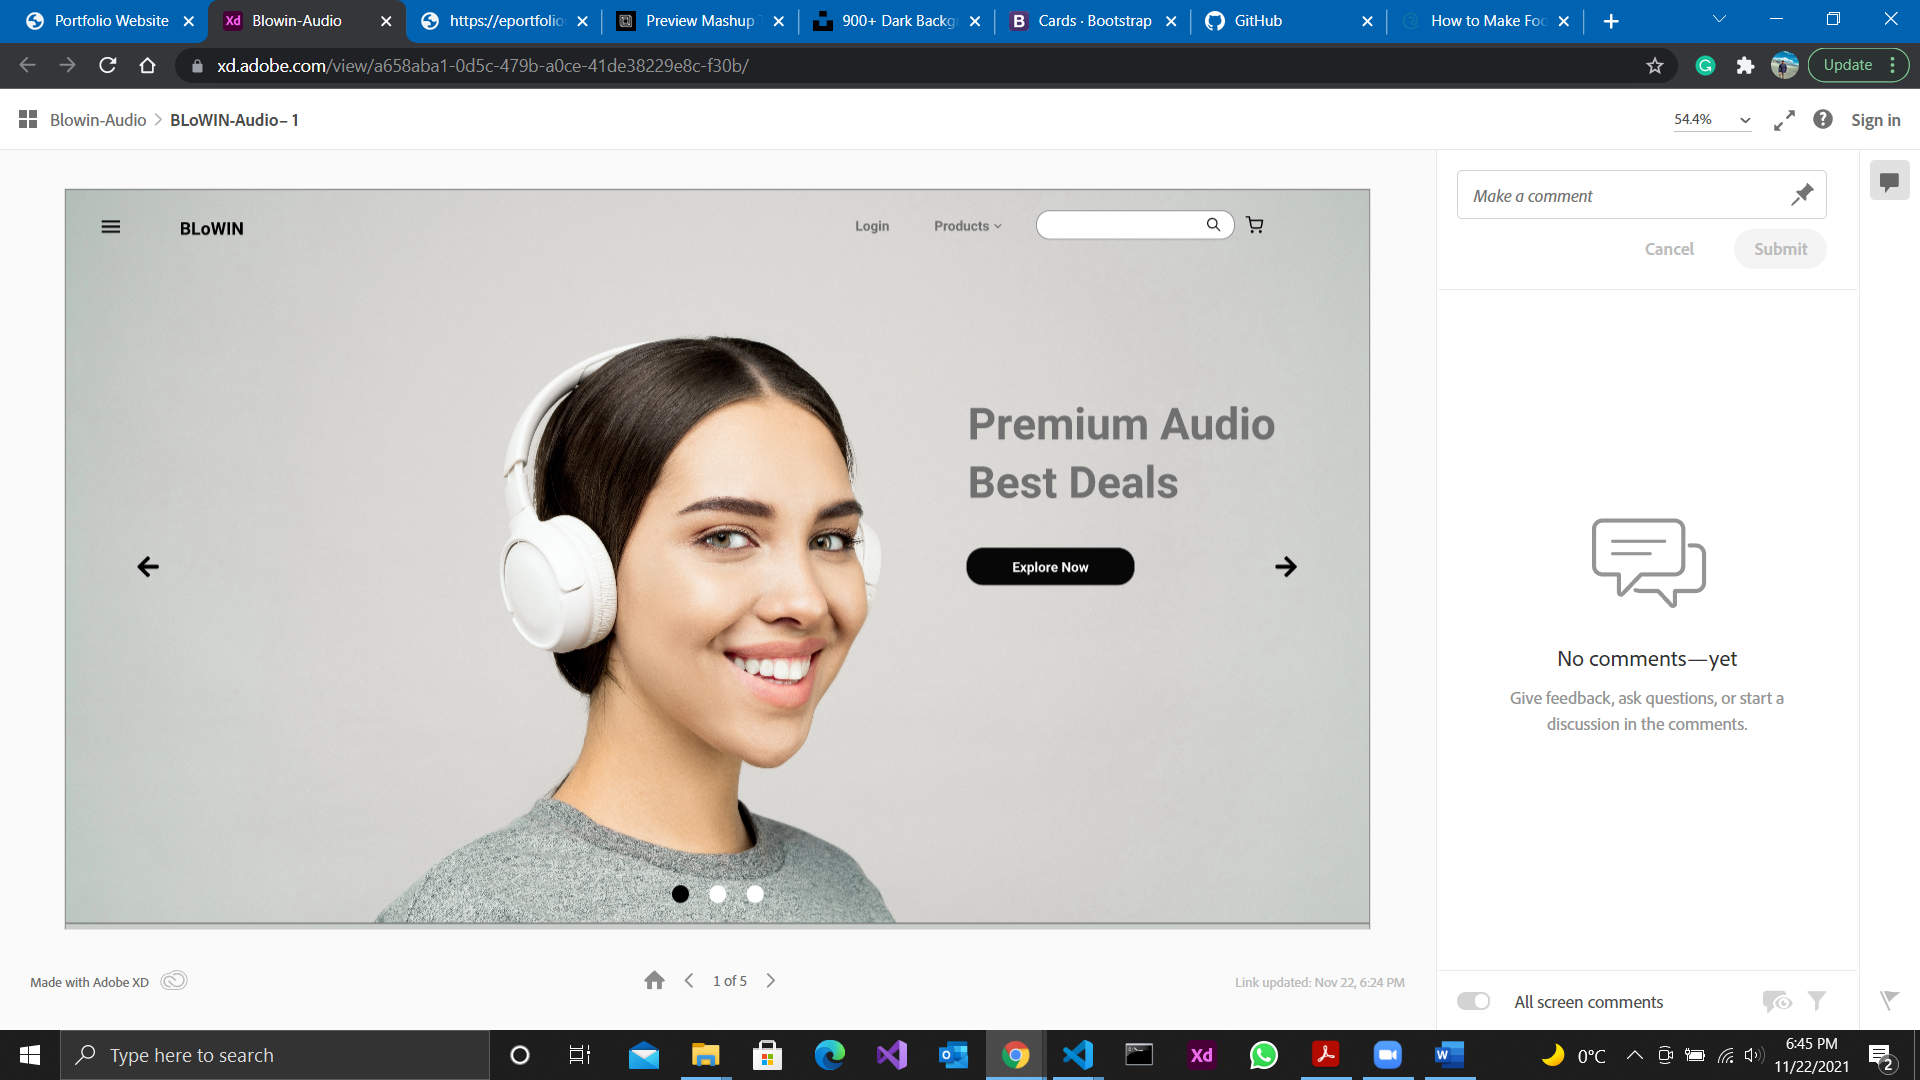 Portfolio Website
Blowin-Audio
https://eportfolio
Preview Mashup
900+ Dark Backgr
Cards · Bootstrap
GitHub
How to Make Foo
xd.adobe.com/view/a658aba1-0d5c-479b-a0ce-41de38229e8c-f30b/
Update
Blowin-Audio > BLoWIN-Audio– 1
54.4%
Sign in
BLoWIN
Login
Products
Premium Audio
Best Deals
Explore Now
Make a comment
Cancel
Submit
No comments—yet
Give feedback, ask questions, or start a
discussion in the comments.
Made with Adobe XD
1 of 5
Link updated: Nov 22, 6:24 PM
All screen comments
Type here to search
0°C
6:45 PM
11/22/2021
2